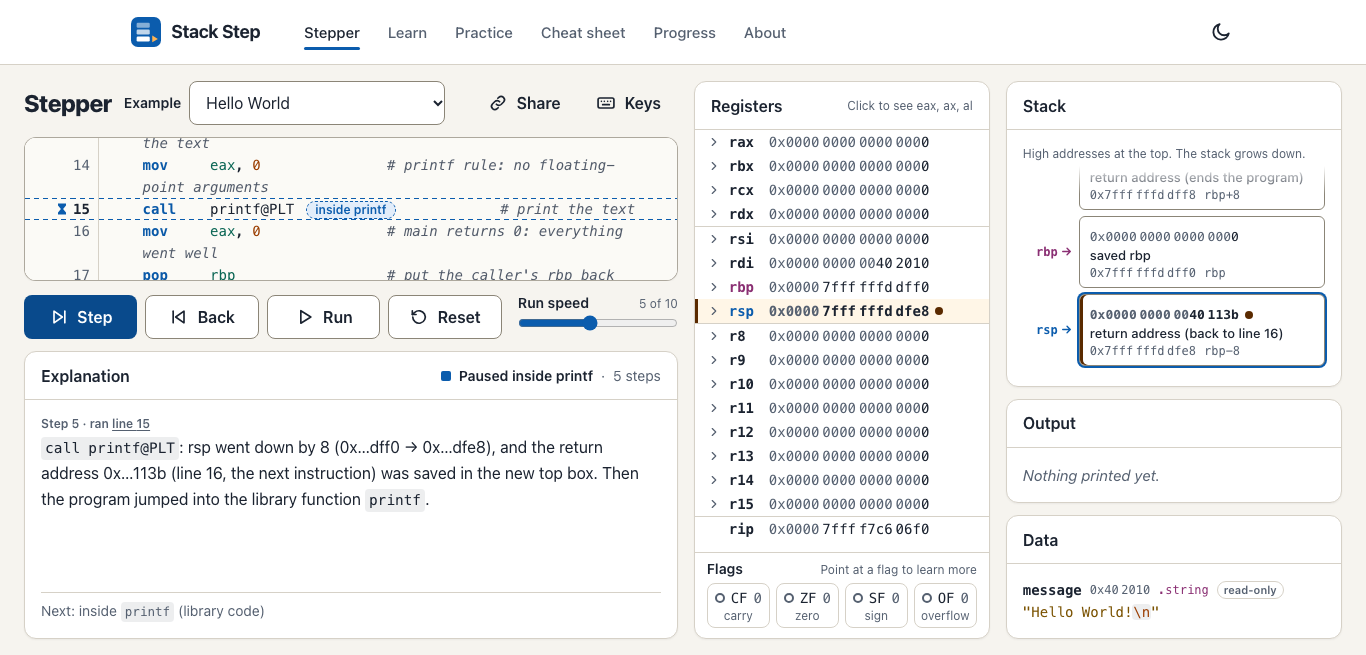 Stack Step
Stepper Learn Practice Cheat sheet Progress About
Stepper Example Hello World Share Keys
the text
14 mov eax, 0 # printf rule: no floating–
point arguments
15 call printf@PLT inside printf # print the text
16 mov eax, 0 # main returns 0: everything
went well
17 pop rbp # put the caller's rbp back
Step Back Run Reset
Run speed 5 of 10
Explanation Paused inside printf · 5 steps
Step 5 · ran line 15
call printf@PLT: rsp went down by 8 (0x...dff0 → 0x...dfe8), and the return
address 0x...113b (line 16, the next instruction) was saved in the new top box. Then
the program jumped into the library function printf.
Next: inside printf (library code)
Registers Click to see eax, ax, al
rax 0x0000 0000 0000 0000
rbx 0x0000 0000 0000 0000
rcx 0x0000 0000 0000 0000
rdx 0x0000 0000 0000 0000
rsi 0x0000 0000 0000 0000
rdi 0x0000 0000 0040 2010
rbp 0x0000 7fff fffd dff0
rsp 0x0000 7fff fffd dfe8
r8 0x0000 0000 0000 0000
r9 0x0000 0000 0000 0000
r10 0x0000 0000 0000 0000
r11 0x0000 0000 0000 0000
r12 0x0000 0000 0000 0000
r13 0x0000 0000 0000 0000
r14 0x0000 0000 0000 0000
r15 0x0000 0000 0000 0000
rip 0x0000 7fff f7c6 06f0
Flags Point at a flag to learn more
CF 0 ZF 0 SF 0 OF 0
carry zero sign overflow
Stack
High addresses at the top. The stack grows down.
return address (ends the program)
0x7fff fffd dff8 rbp+8
0x0000 0000 0000 0000
rbp → saved rbp
0x7fff fffd dff0 rbp
0x0000 0000 0040 113b
rsp → return address (back to line 16)
0x7fff fffd dfe8 rbp–8
Output
Nothing printed yet.
Data
message 0x40 2010 .string read-only
"Hello World!\n"